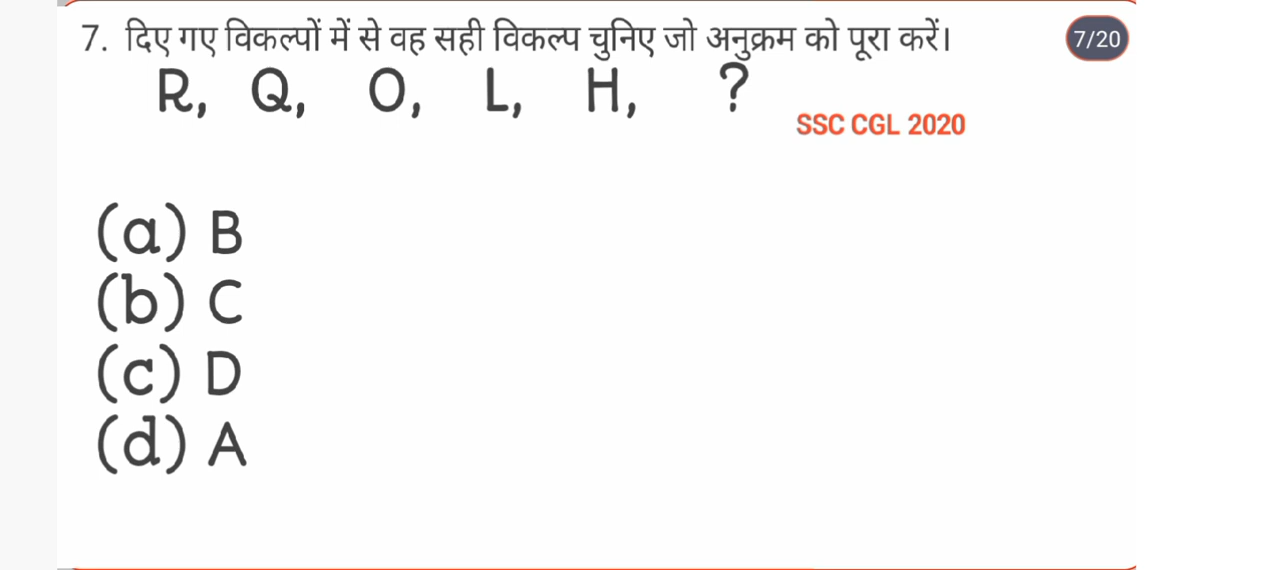 7. दिए गए विकल्पों में से वह सही विकल्प चुनिए जो अनुक्रम को पूरा करें।
7/20
R, Q, O, L, H, ?
SSC CGL 2020
(a) B
(b) C
(c) D
(d) A